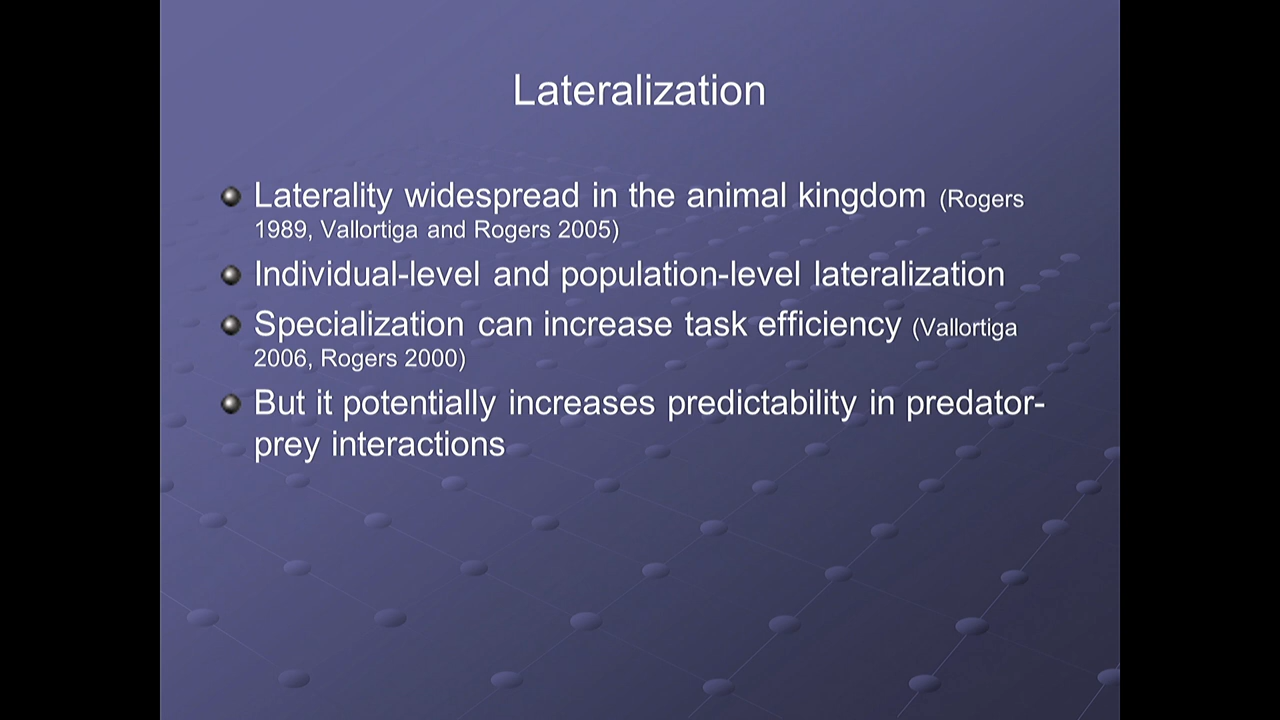 Lateralization
Laterality widespread in the animal kingdom (Rogers
1989, Vallortiga and Rogers 2005)
Individual-level and population-level lateralization
Specialization can increase task efficiency (Vallortiga
2006, Rogers 2000)
But it potentially increases predictability in predator-
prey interactions